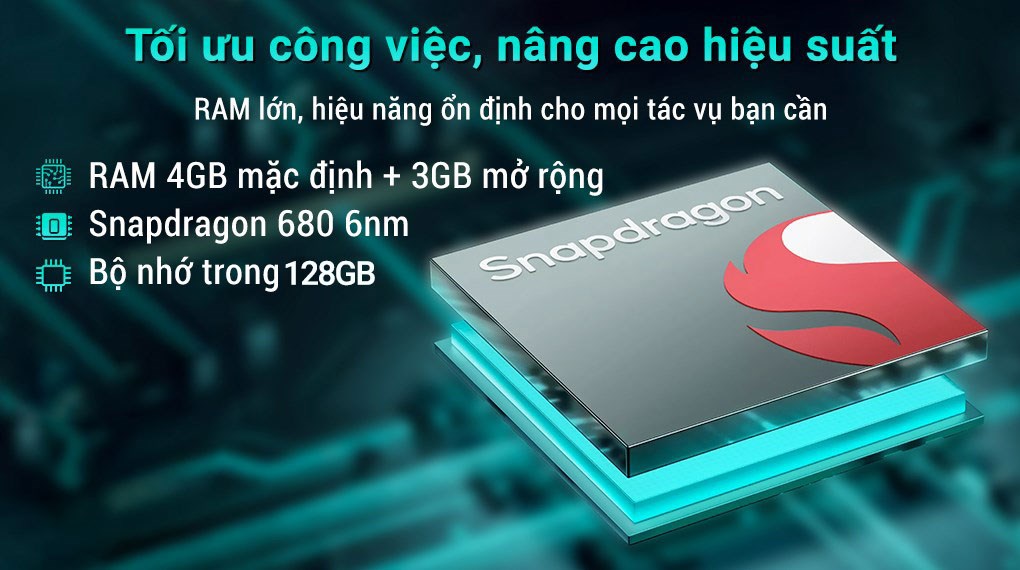 Tối ưu công việc, nâng cao hiệu suất
RAM lớn, hiệu năng ổn định cho mọi tác vụ bạn cần
RAM 4GB mặc định + 3GB mở rộng
Snapdragon 680 6nm
Bộ nhớ trong 128GB
Snapdragon